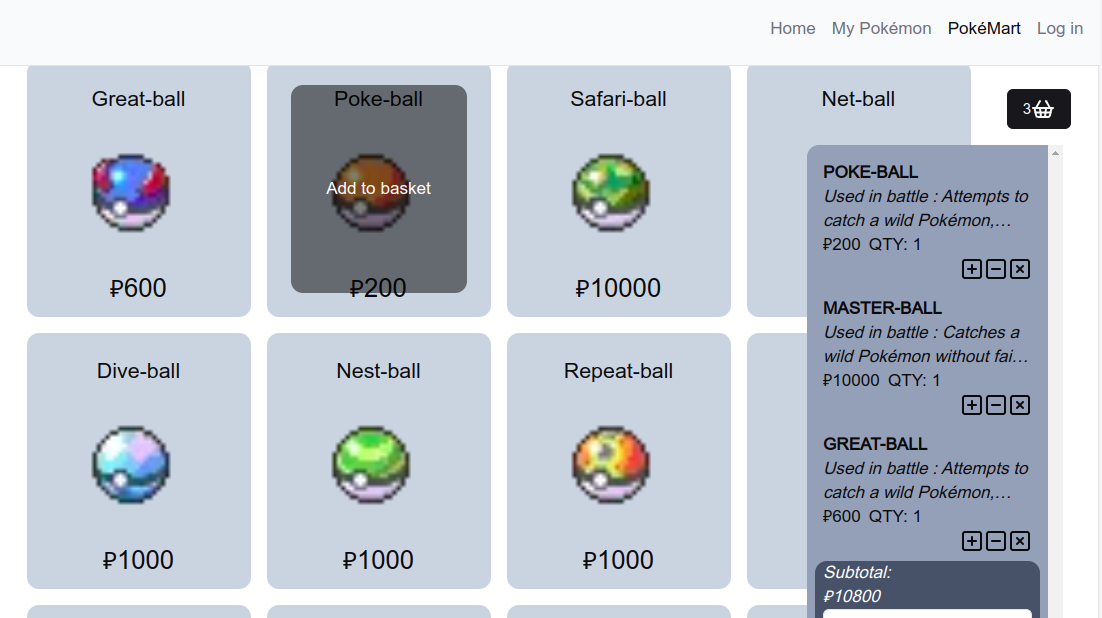 Home My Pokémon PokéMart Log in
Great-ball
₽600
Poke-ball
Add to basket
₽200
Safari-ball
₽10000
Net-ball
3
Dive-ball
₽1000
Nest-ball
₽1000
Repeat-ball
₽1000
POKE-BALL
Used in battle : Attempts to
catch a wild Pokémon,…
₽200 QTY: 1
MASTER-BALL
Used in battle : Catches a
wild Pokémon without fai…
₽10000 QTY: 1
GREAT-BALL
Used in battle : Attempts to
catch a wild Pokémon,…
₽600 QTY: 1
Subtotal:
₽10800